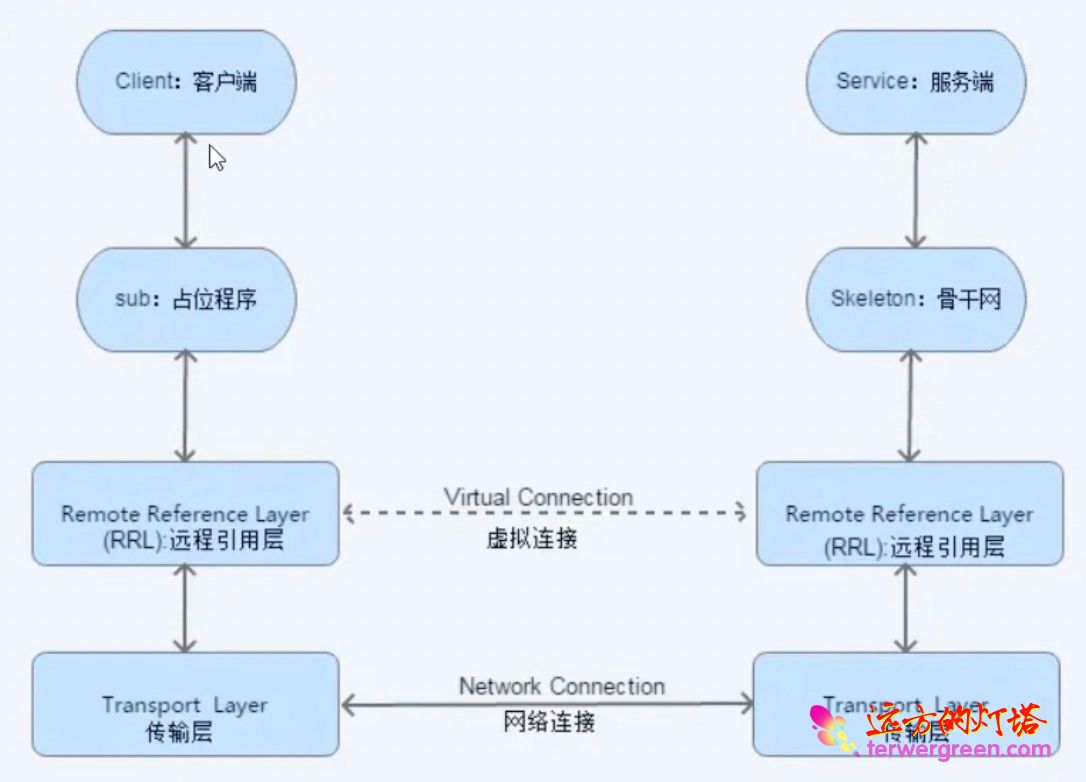 Client：客户端
Service：服务端
sub：占位程序
Skeleton：骨干网
Remote Reference Layer
(RRL):远程引用层
Virtual Connection
虚拟连接
Remote Reference Layer
(RRL):远程引用层
Transport Layer
传输层
Network Connection
网络连接
Transport Layer
传输层
远方的灯塔
terwergreen.com